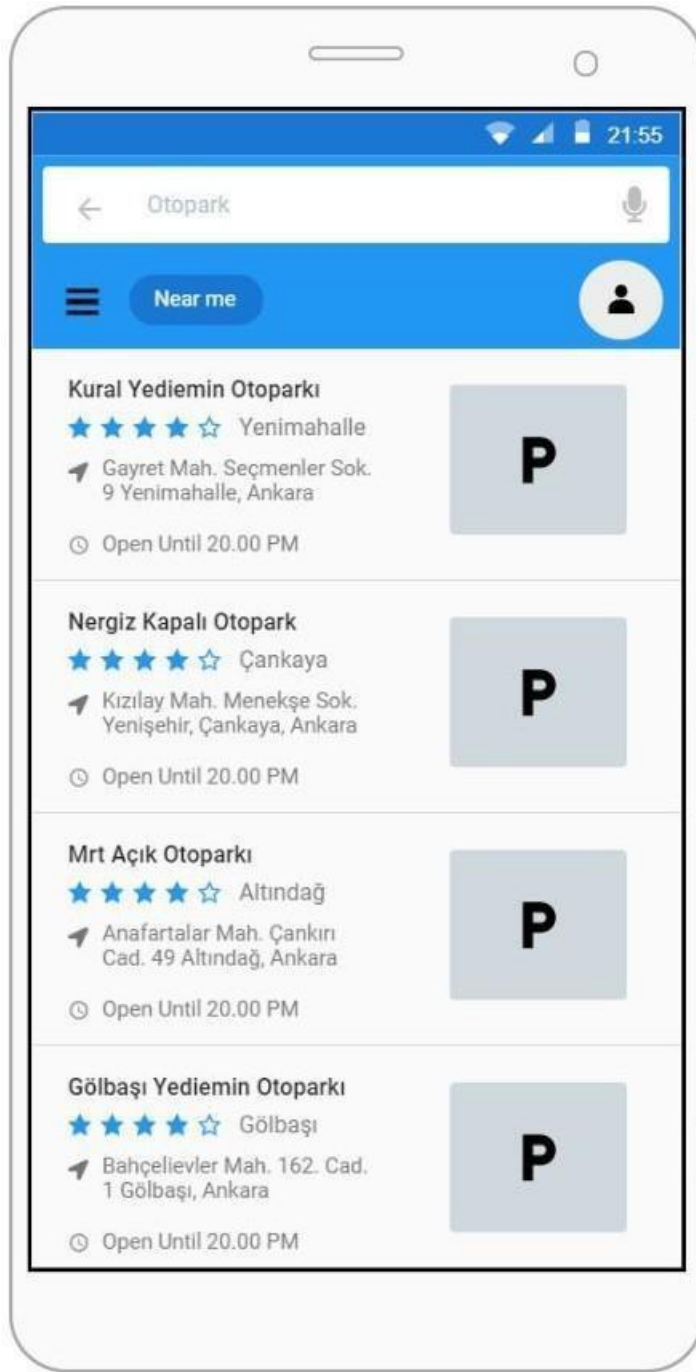 21:55
Otopark
Near me
Kural Yediemin Otoparkı
Yenimahalle
Gayret Mah. Seçmenler Sok.
9 Yenimahalle, Ankara
Open Until 20.00 PM
P
Nergiz Kapalı Otopark
Çankaya
Kızılay Mah. Menekşe Sok.
Yenişehir, Çankaya, Ankara
Open Until 20.00 PM
P
Mrt Açık Otoparkı
Altındağ
Anafartalar Mah. Çankırı
Cad. 49 Altındağ, Ankara
Open Until 20.00 PM
P
Gölbaşı Yediemin Otoparkı
Gölbaşı
Bahçelievler Mah. 162. Cad.
1 Gölbaşı, Ankara
Open Until 20.00 PM
P